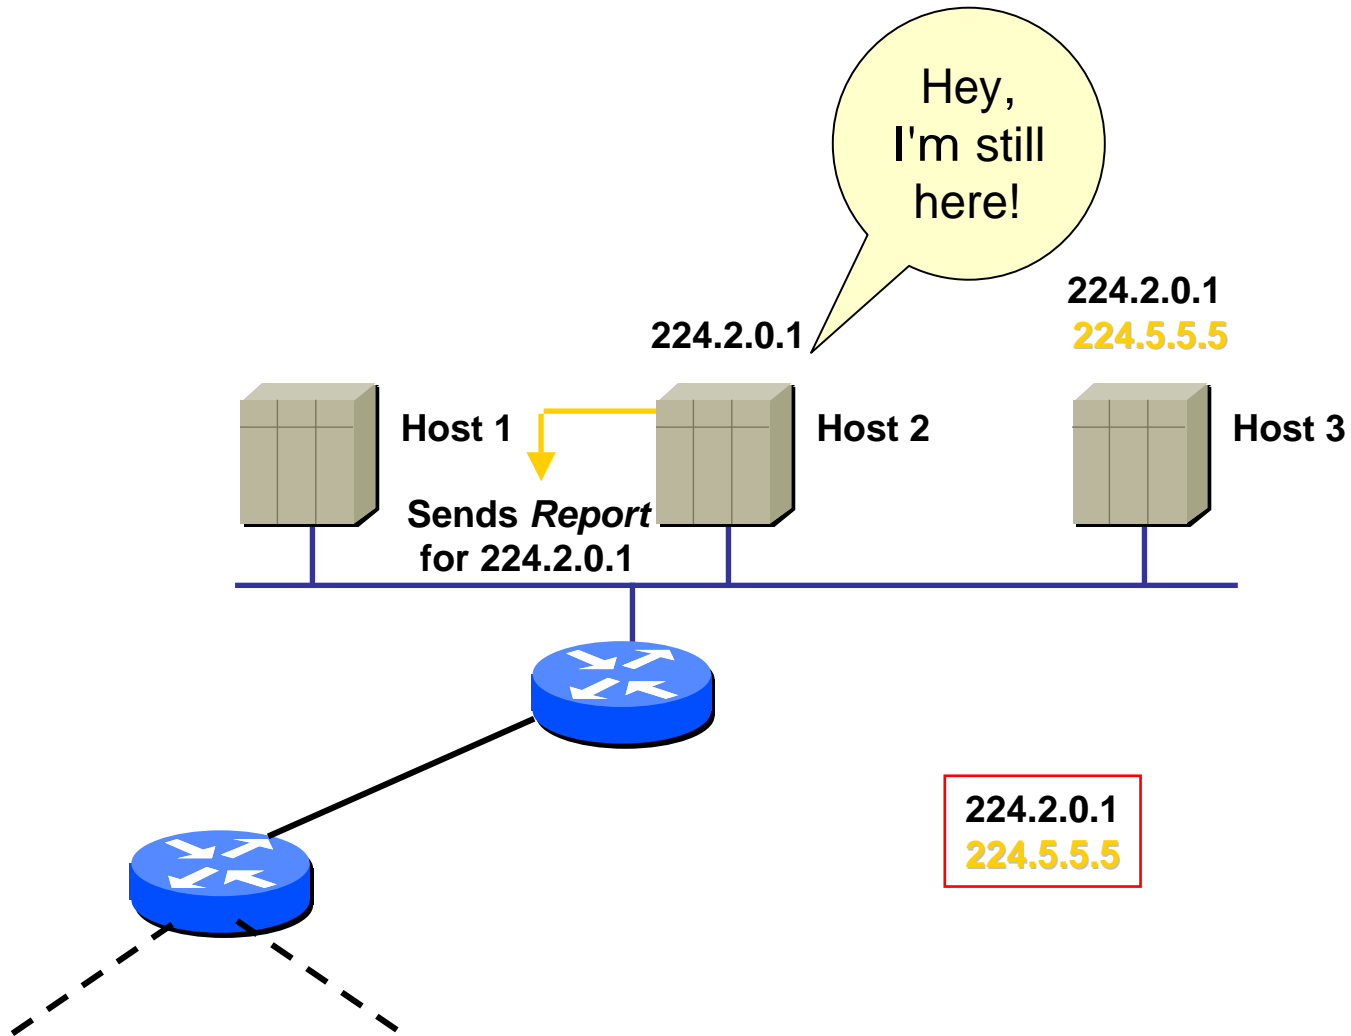 Hey,
I'm still
here!
224.2.0.1
224.5.5.5
224.2.0.1
Host 1
Host 2
Host 3
Sends Report
for 224.2.0.1
224.2.0.1
224.5.5.5